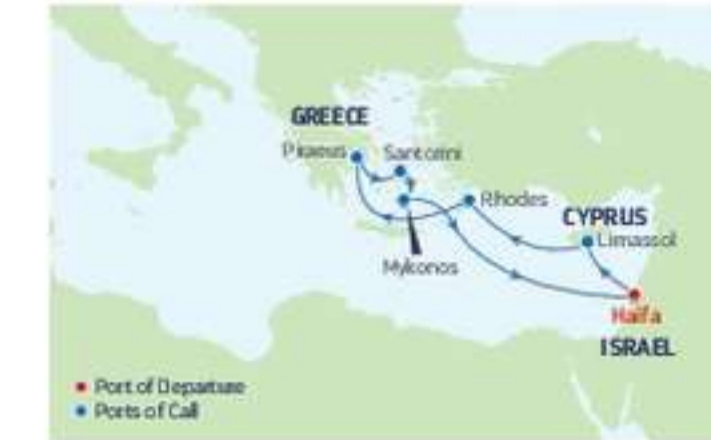 GREECE
Piraeus
Santorini
Rhodes
CYPRUS
Limassol
Mykonos
Haifa
ISRAEL
Port of Departure
Ports of Call